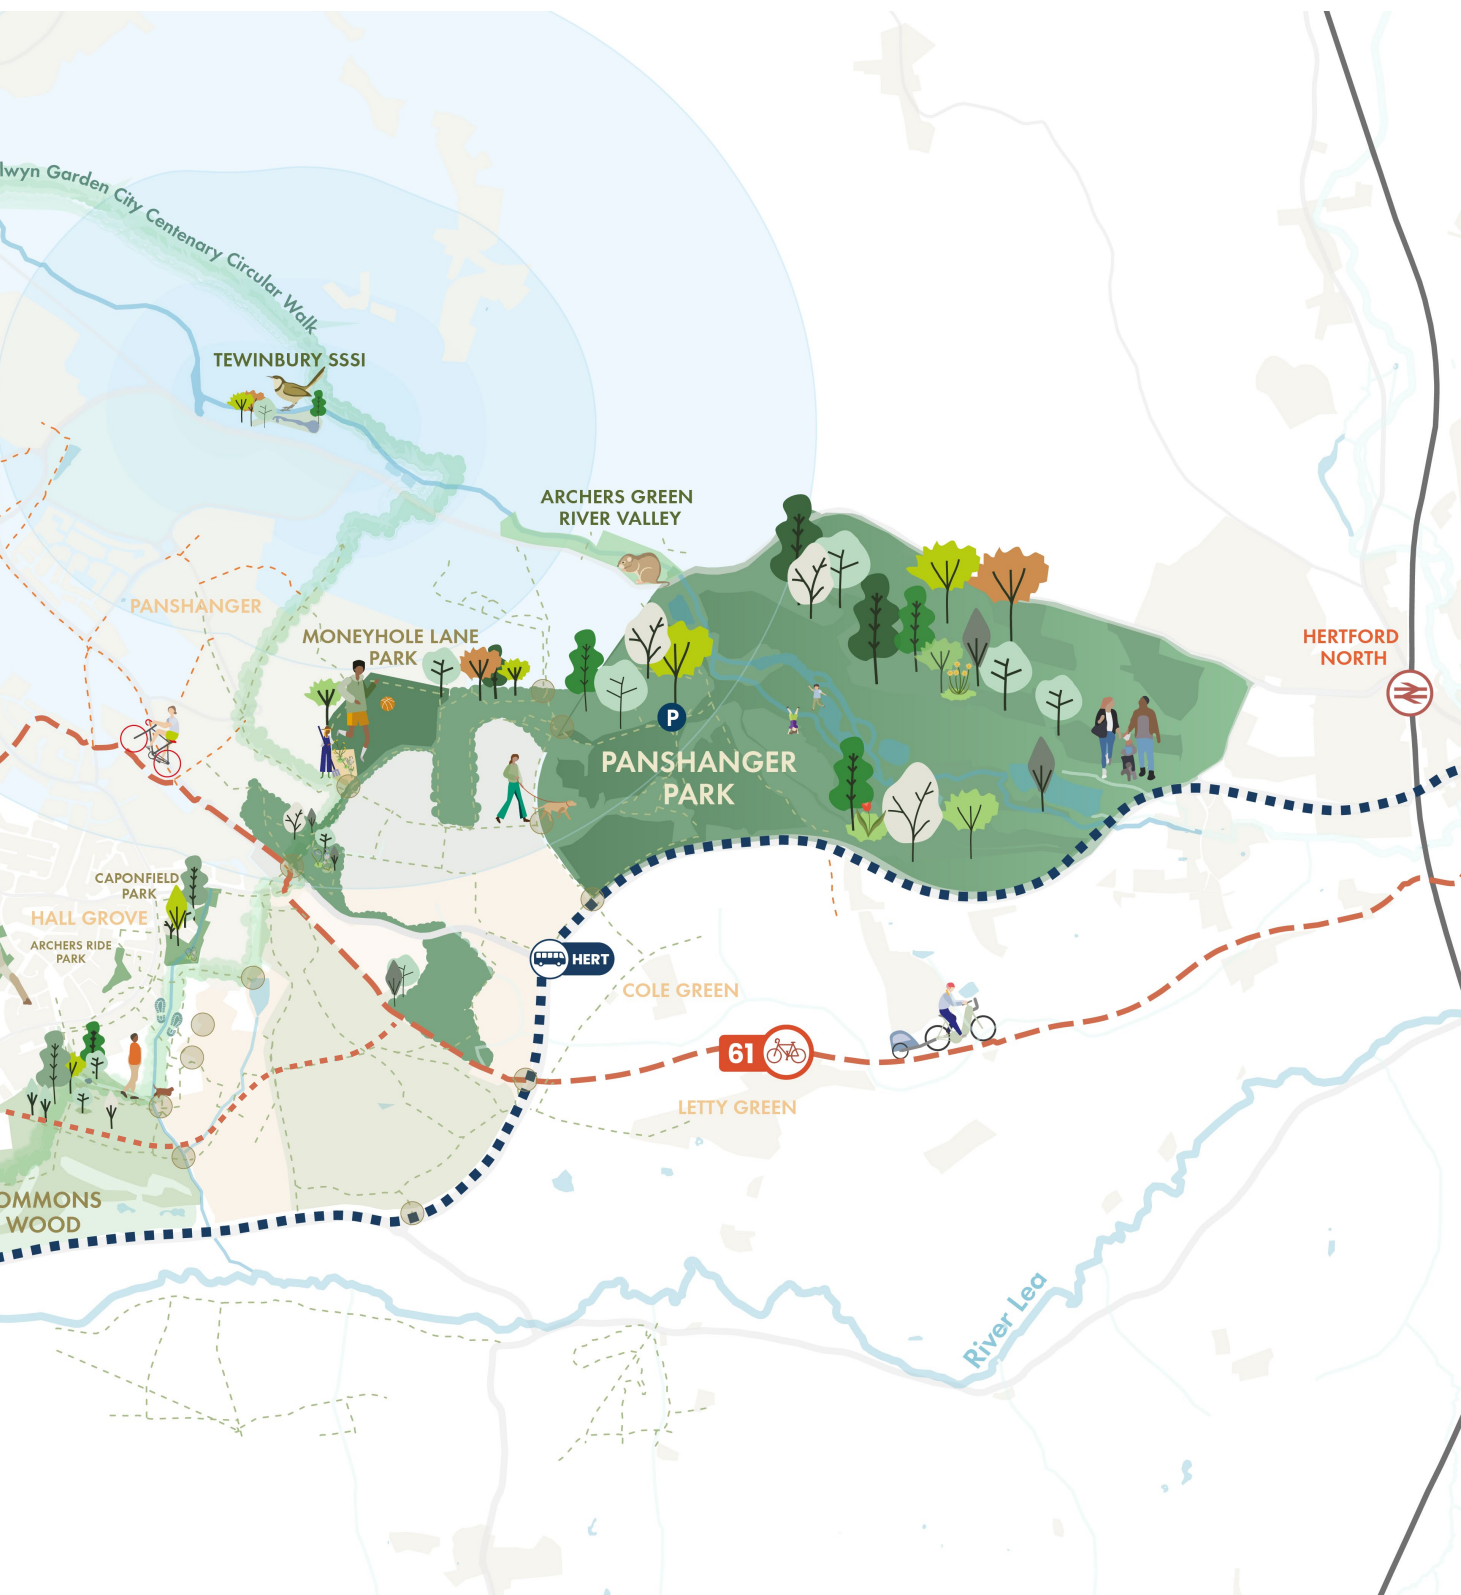 Garden City Centenary Circular Walk
TEWINBURY SSSI
ARCHERS GREEN
RIVER VALLEY
PANSHANGER
MONEYHOLE LANE
PARK
HERTFORD
NORTH
P
PANSHANGER
PARK
CAPONFIELD
PARK
HALL GROVE
ARCHERS RIDE
PARK
HERT
COLE GREEN
61
LETTY GREEN
OMMONS
WOOD
River Lea